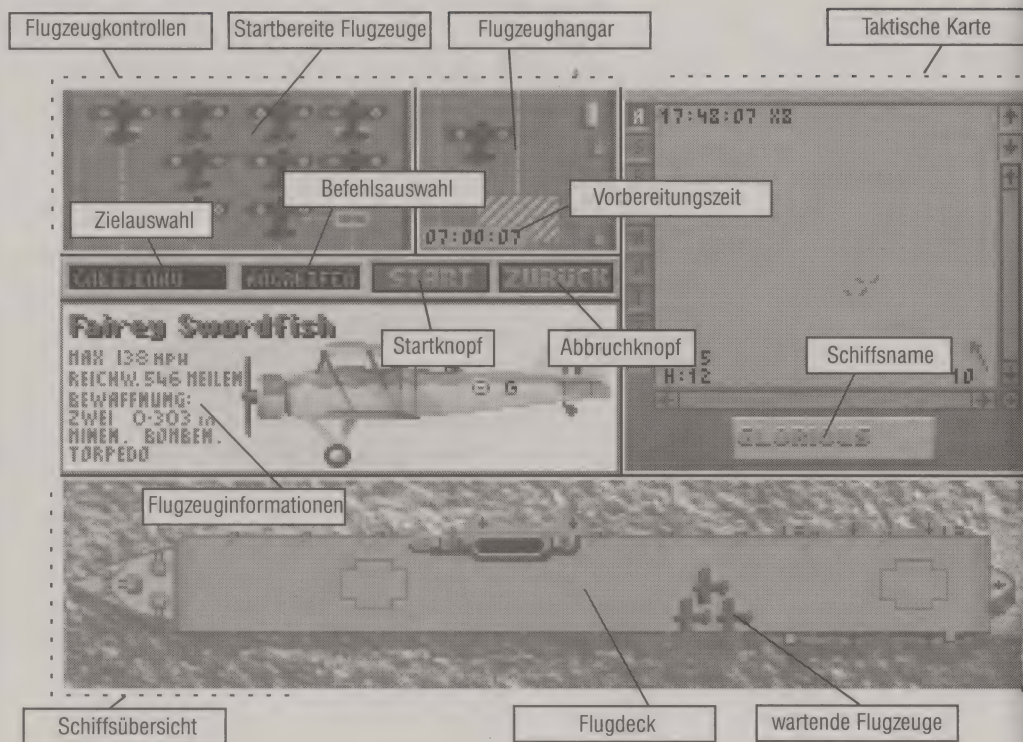 Flugzeugkontrollen
Startbereite Flugzeuge
Flugzeughangar
Taktische Karte
17:48:07 X8
Befehlsauswahl
Vorbereitungszeit
Zielauswahl
07:00:07
ANGREIFEN
START
ZURÜCK
Fairey Swordfish
MAX 138 MPH
REICHW. 546 MEILEN
BEWAFFNUNG:
ZWEI 0·303 in
MINEN. BOMBEN.
TORPEDO
G
Startknopf
Abbruchknopf
Schiffsname
5
H:12
10
GLORIOUS
Flugzeuginformationen
Schiffsübersicht
Flugdeck
wartende Flugzeuge